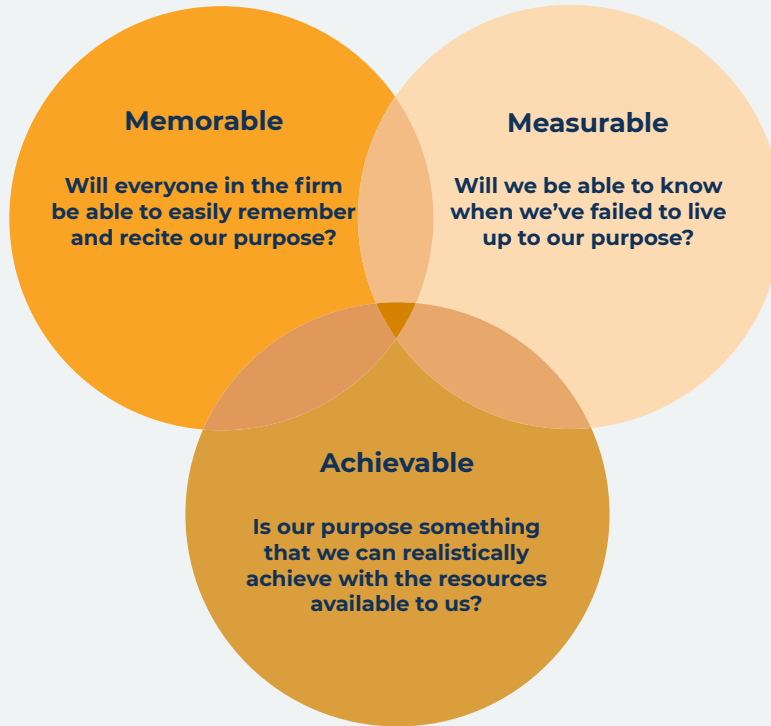 Memorable
Will everyone in the firm
be able to easily remember
and recite our purpose?
Measurable
Will we be able to know
when we’ve failed to live
up to our purpose?
Achievable
Is our purpose something
that we can realistically
achieve with the resources
available to us?